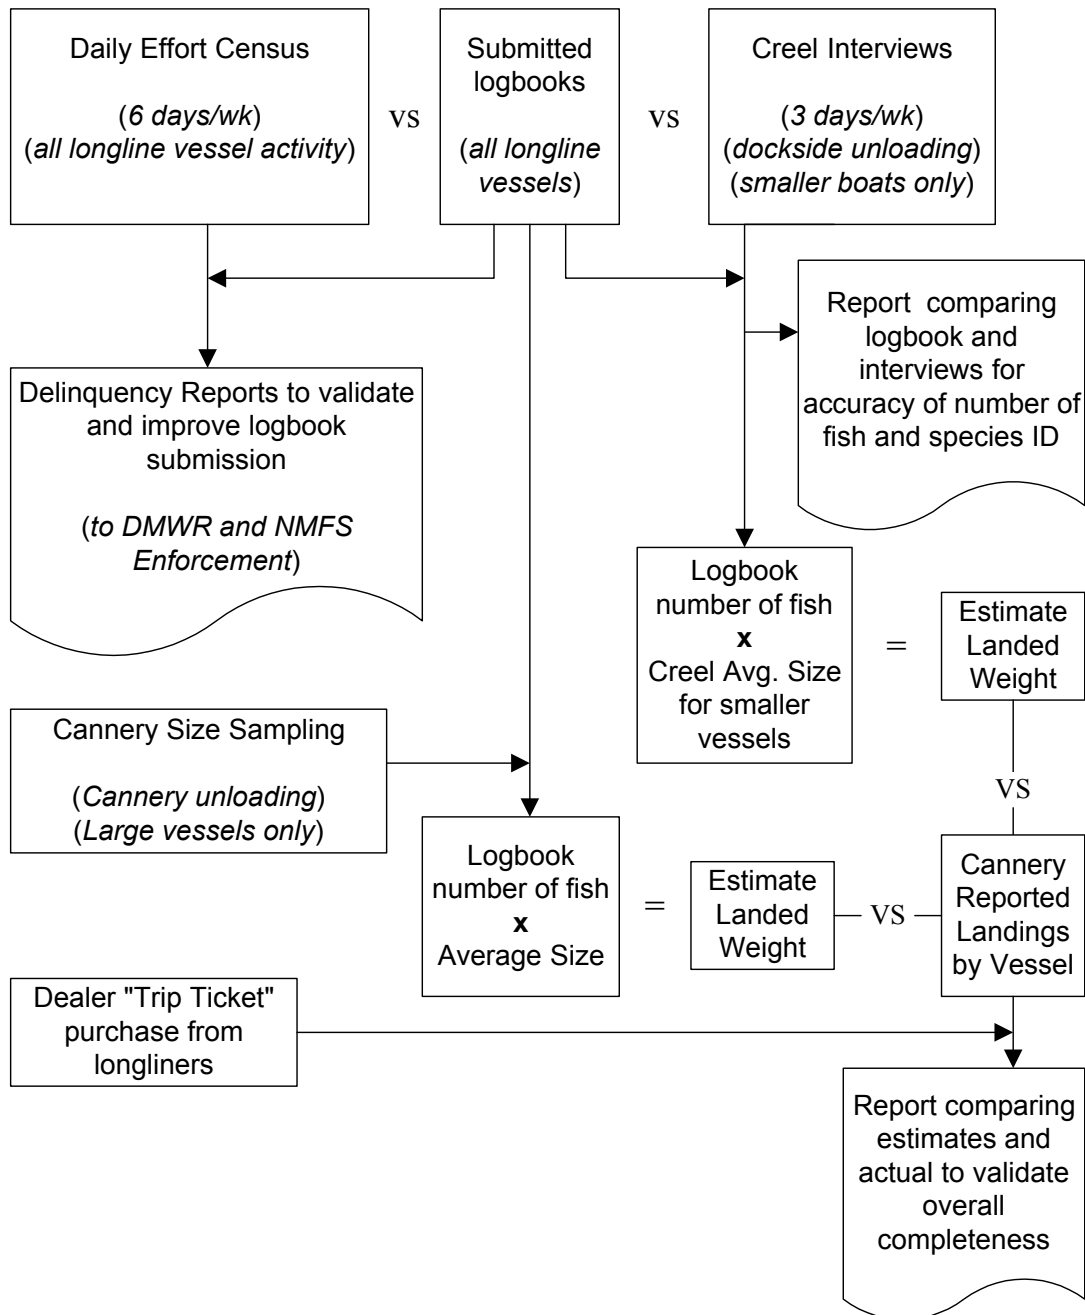 Daily Effort Census
(6 days/wk)
(all longline vessel activity)
vs
Submitted
logbooks
(all longline
vessels)
vs
Creel Interviews
(3 days/wk)
(dockside unloading)
(smaller boats only)
Report comparing
logbook and
interviews for
accuracy of number of
fish and species ID
Delinquency Reports to validate
and improve logbook
submission
(to DMWR and NMFS
Enforcement)
Logbook
number of fish
x
Creel Avg. Size
for smaller
vessels
=
Estimate
Landed
Weight
vs
Cannery Size Sampling
(Cannery unloading)
(Large vessels only)
Logbook
number of fish
x
Average Size
=
Estimate
Landed
Weight
vs
Cannery
Reported
Landings
by Vessel
Dealer "Trip Ticket"
purchase from
longliners
Report comparing
estimates and
actual to validate
overall
completeness